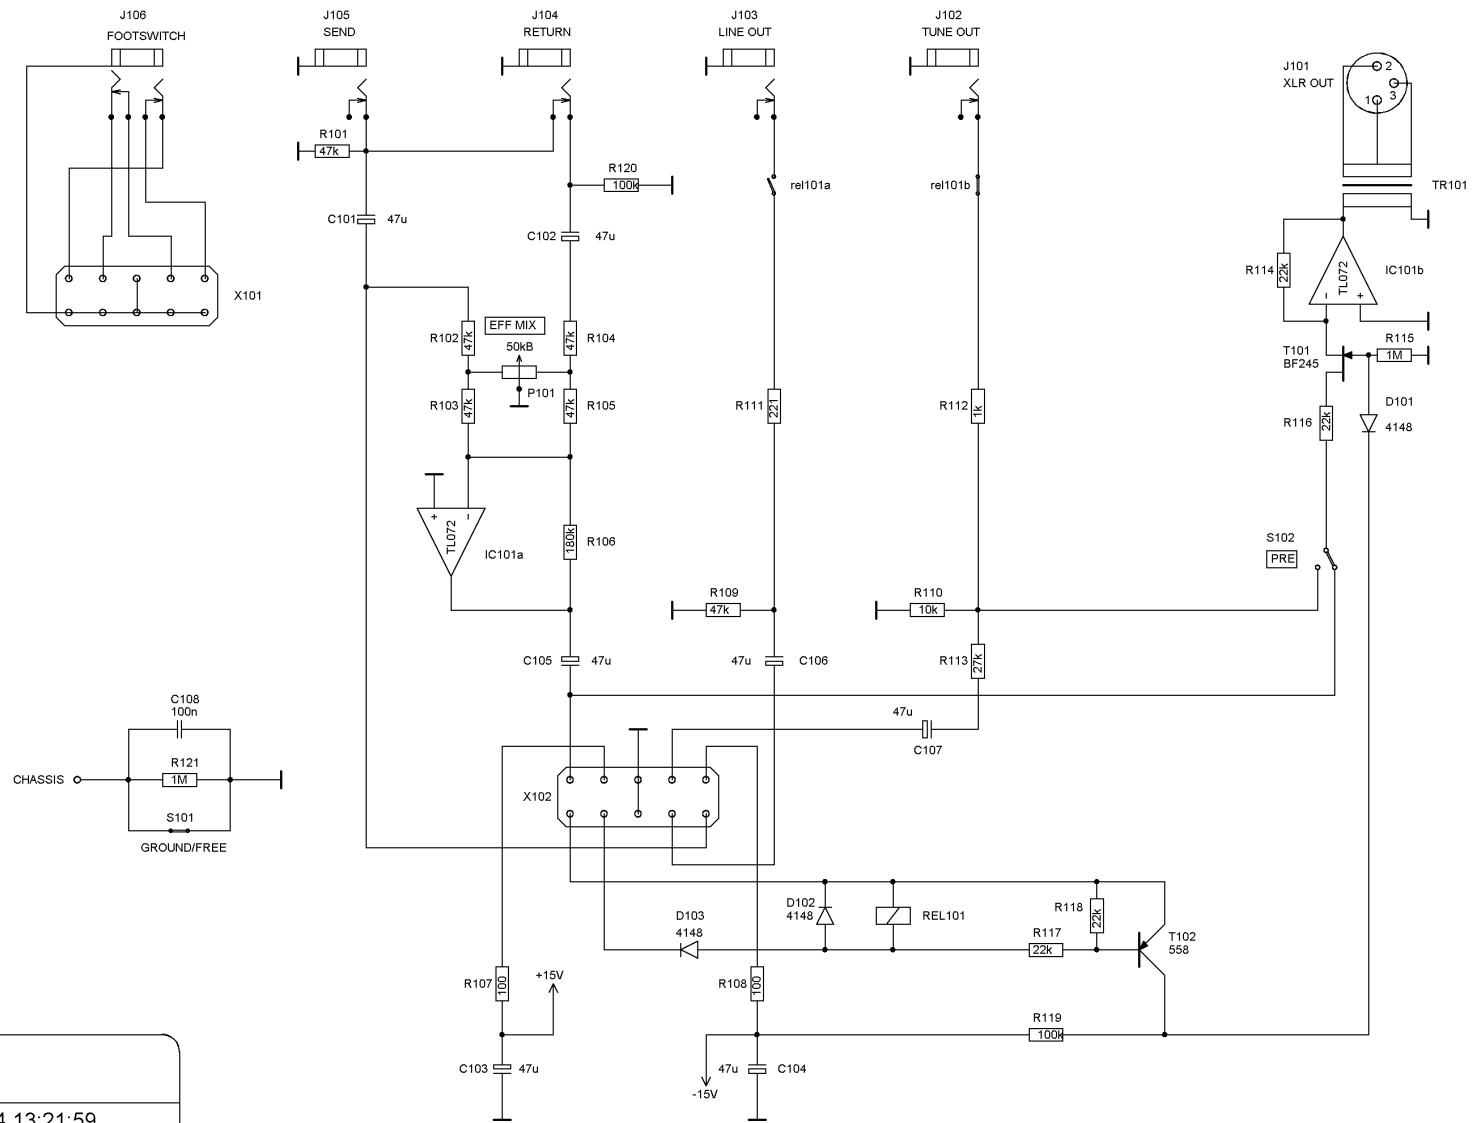 J106
FOOTSWITCH
J105
SEND
J104
RETURN
J103
LINE OUT
J102
TUNE OUT
J101
XLR OUT
2
3
1
R101
47k
R120
100k
rel101a
rel101b
TR101
C101
47u
C102
47u
R114
22k
TL072
IC101b
X101
- +
R102
47k
EFF MIX
50kB
47k
R104
T101
BF245
R115
1M
R103
47k
P101
47k
R105
R111
221
R112
1k
R116
22k
D101
4148
+ -
TL072
IC101a
180k
R106
S102
PRE
R109
47k
R110
10k
C105
47u
47u
C106
R113
27k
C108
100n
47u
C107
CHASSIS
R121
1M
X102
S101
GROUND/FREE
D103
4148
D102
4148
REL101
R118
22k
R117
22k
T102
558
R107
100
+15V
R108
100
R119
100k
C103
47u
47u
C104
-15V
4 13:21:59